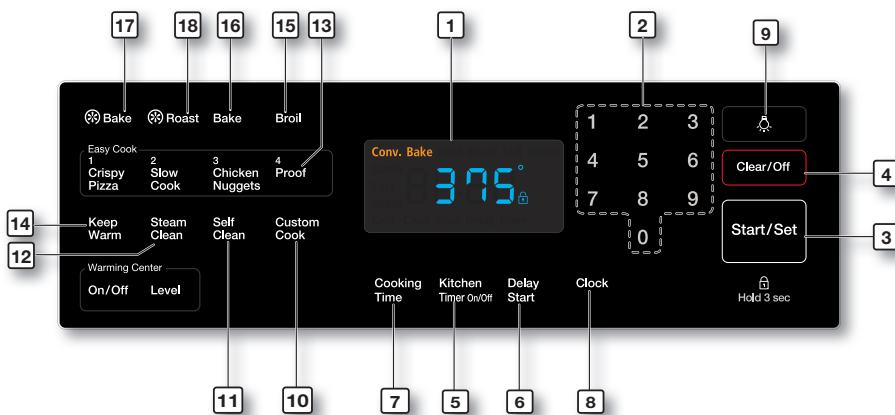 17 18 16 15 13 1 2 9
Bake Roast Bake Broil
Easy Cook
1 2 3 4
Crispy Pizza
Slow Cook
Chicken Nuggets
Proof
Keep Warm
Steam Clean
Self Clean
Custom Cook
14
12
Warming Center
On/Off Level
Conv. Bake
375°
1 2 3
4 5 6
7 8 9
0
Clear/Off
4
Start/Set
3
Hold 3 sec
Cooking Time
Kitchen
Timer On/Off
Delay Start
Clock
11 10 7 5 6 8